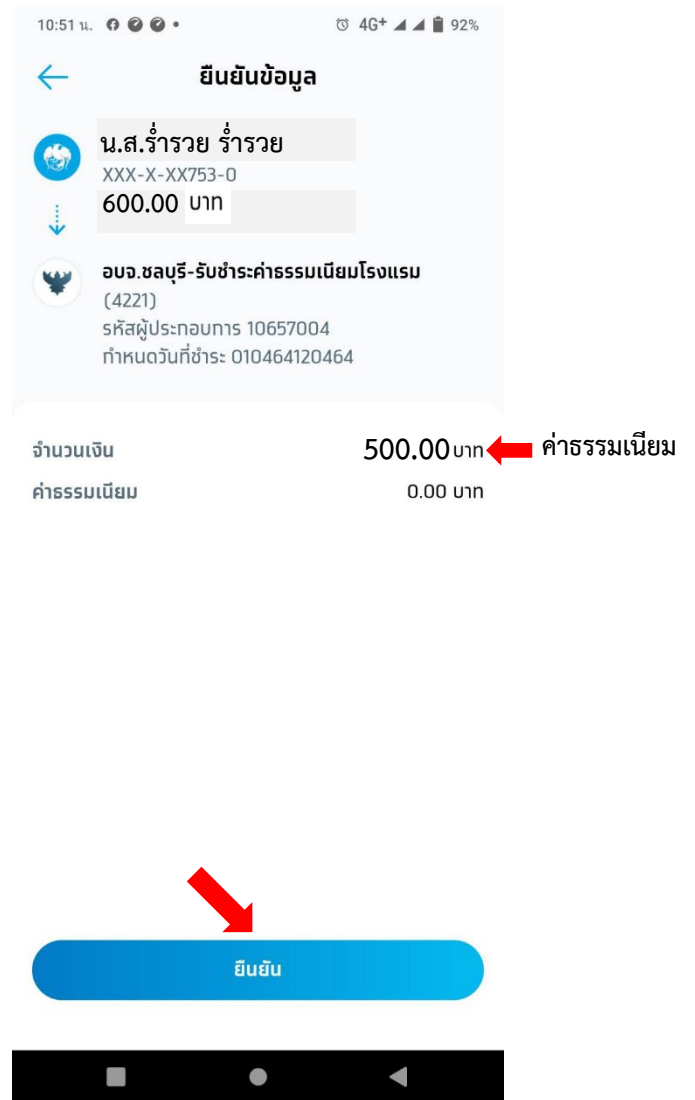 10:51 น.
4G+ 92%
ยืนยันข้อมูล
น.ส.ร่ำรวย ร่ำรวย
XXX-X-XX753-0
600.00 บาท
อบจ.ชลบุรี-รับชำระค่าธรรมเนียมโรงแรม
(4221)
รหัสผู้ประกอบการ 10657004
กำหนดวันที่ชำระ 010464120464
จำนวนเงิน 500.00 บาท ค่าธรรมเนียม
ค่าธรรมเนียม 0.00 บาท
ยืนยัน